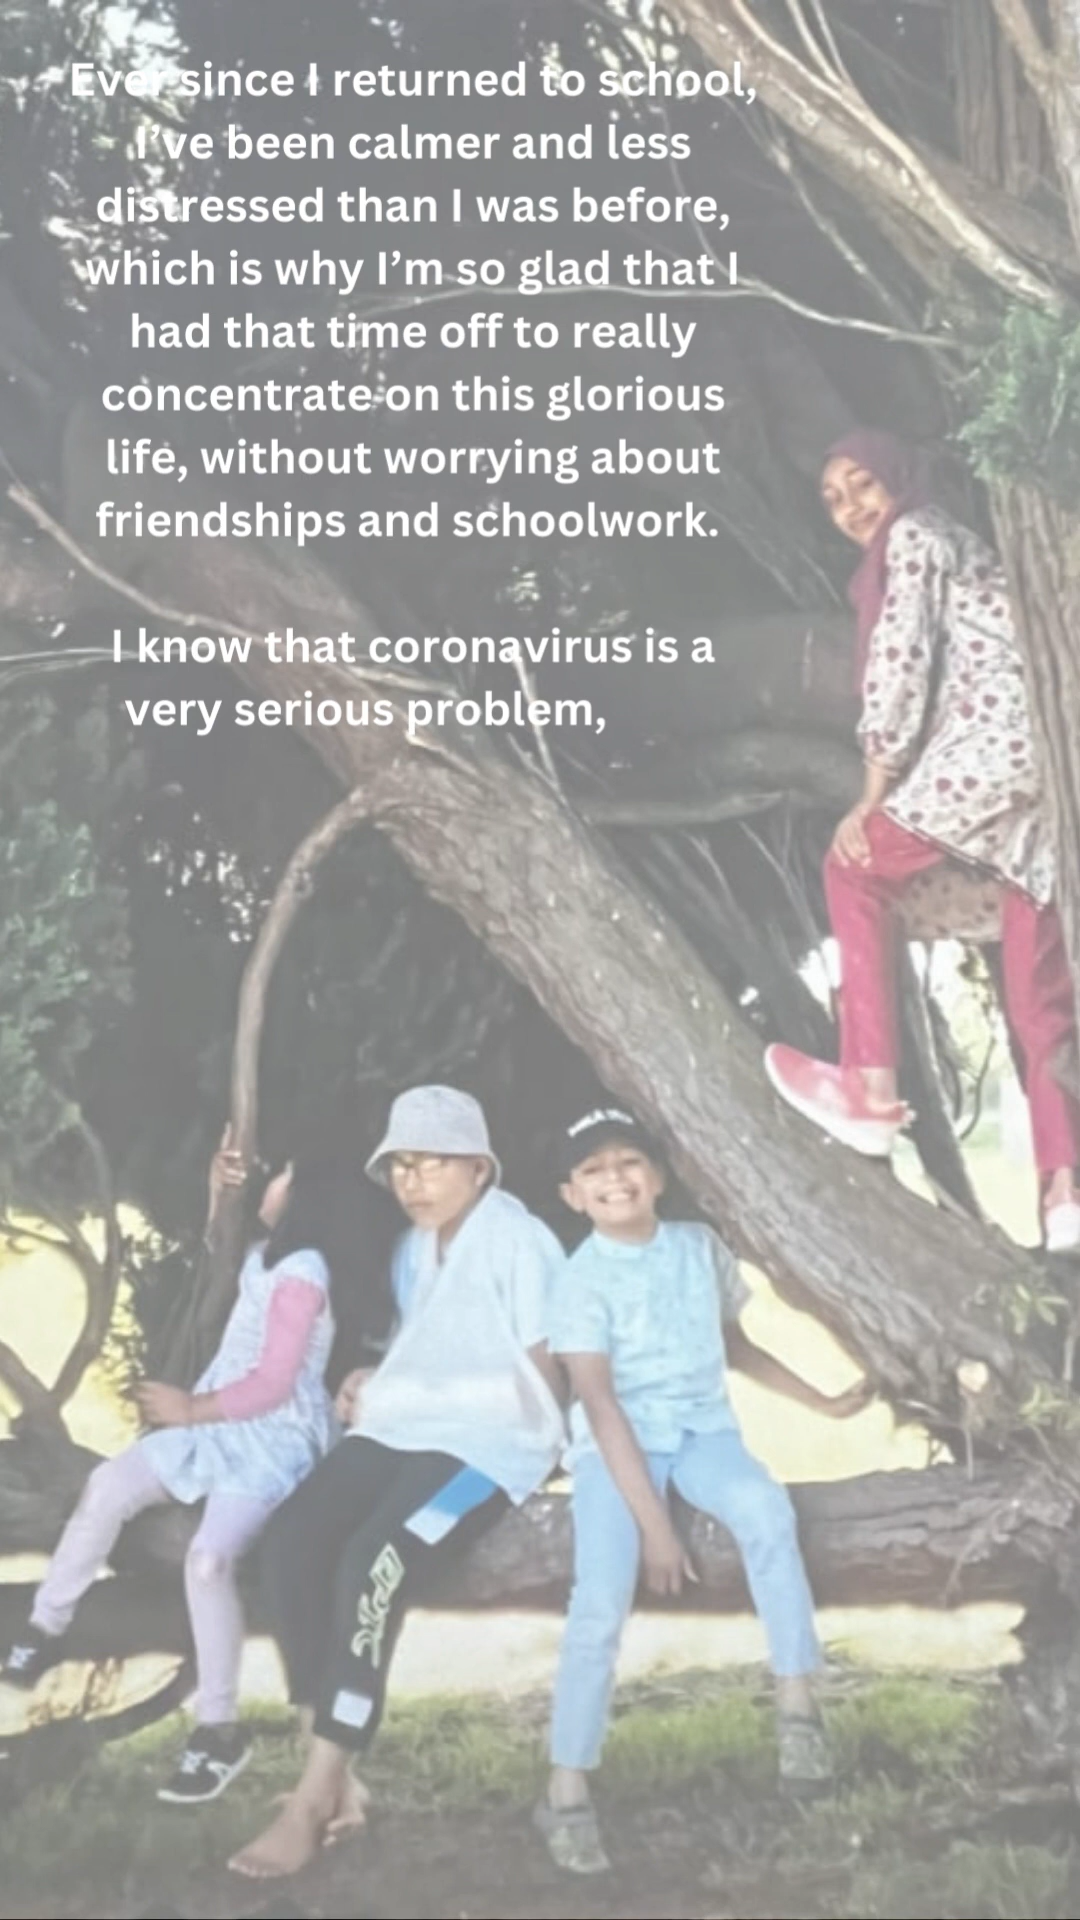 Ever since I returned to school,
I’ve been calmer and less
distressed than I was before,
which is why I’m so glad that I
had that time off to really
concentrate on this glorious
life, without worrying about
friendships and schoolwork.
I know that coronavirus is a
very serious problem,